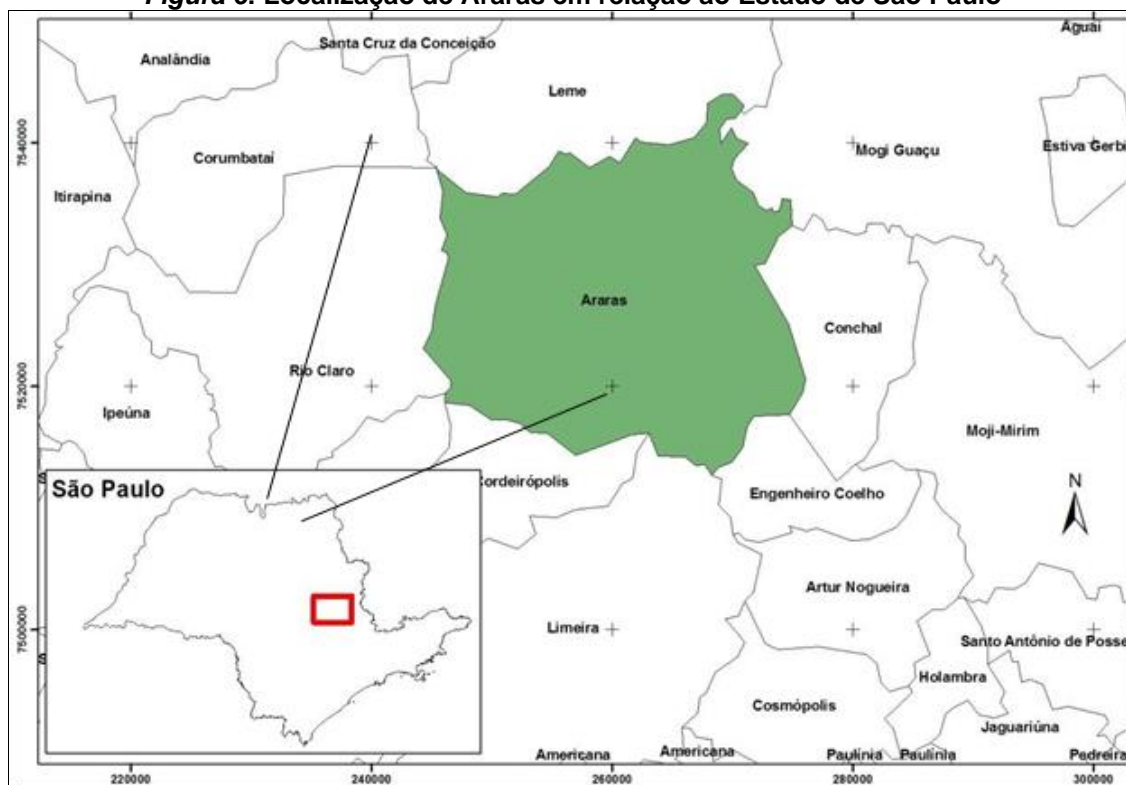 Figura 6. Localização de Araras em relação ao Estado de São Paulo
Santa Cruz da Conceição
Aguaí
Analândia
Leme
7540000
Corumbataí
Mogi Guaçu
Estiva Gerbi
Itirapina
Araras
Conchal
Rio Claro
7520000
Ipeúna
Moji-Mirim
São Paulo
Cordeirópolis
Engenheiro Coelho
N
Artur Nogueira
7500000
Limeira
Santo Antônio de Posse
Holambra
Cosmópolis
Jaguariúna
Americana
Americana
Paulínia
Paulínia
Pedreira
220000
240000
260000
280000
300000